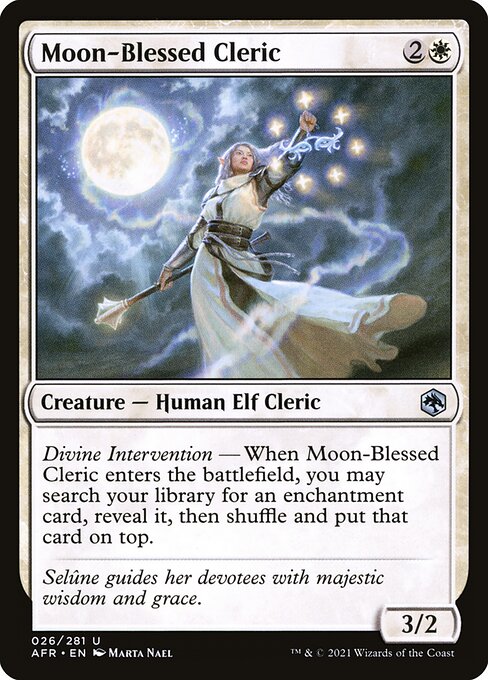 Moon-Blessed Cleric 2
Creature — Human Elf Cleric
Divine Intervention — When Moon-Blessed
Cleric enters the battlefield, you may
search your library for an enchantment
card, reveal it, then shuffle and put that
card on top.
Selûne guides her devotees with majestic
wisdom and grace.
3/2
026/281 U
AFR • EN Marta Nael
™ & © 2021 Wizards of the Coast